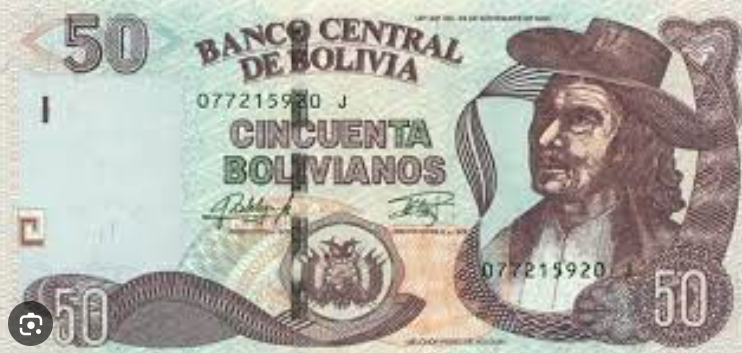 50
BANCO CENTRAL
DE BOLIVIA
077215920 J
CINCUENTA
BOLIVIANOS
077215920 J
50
50